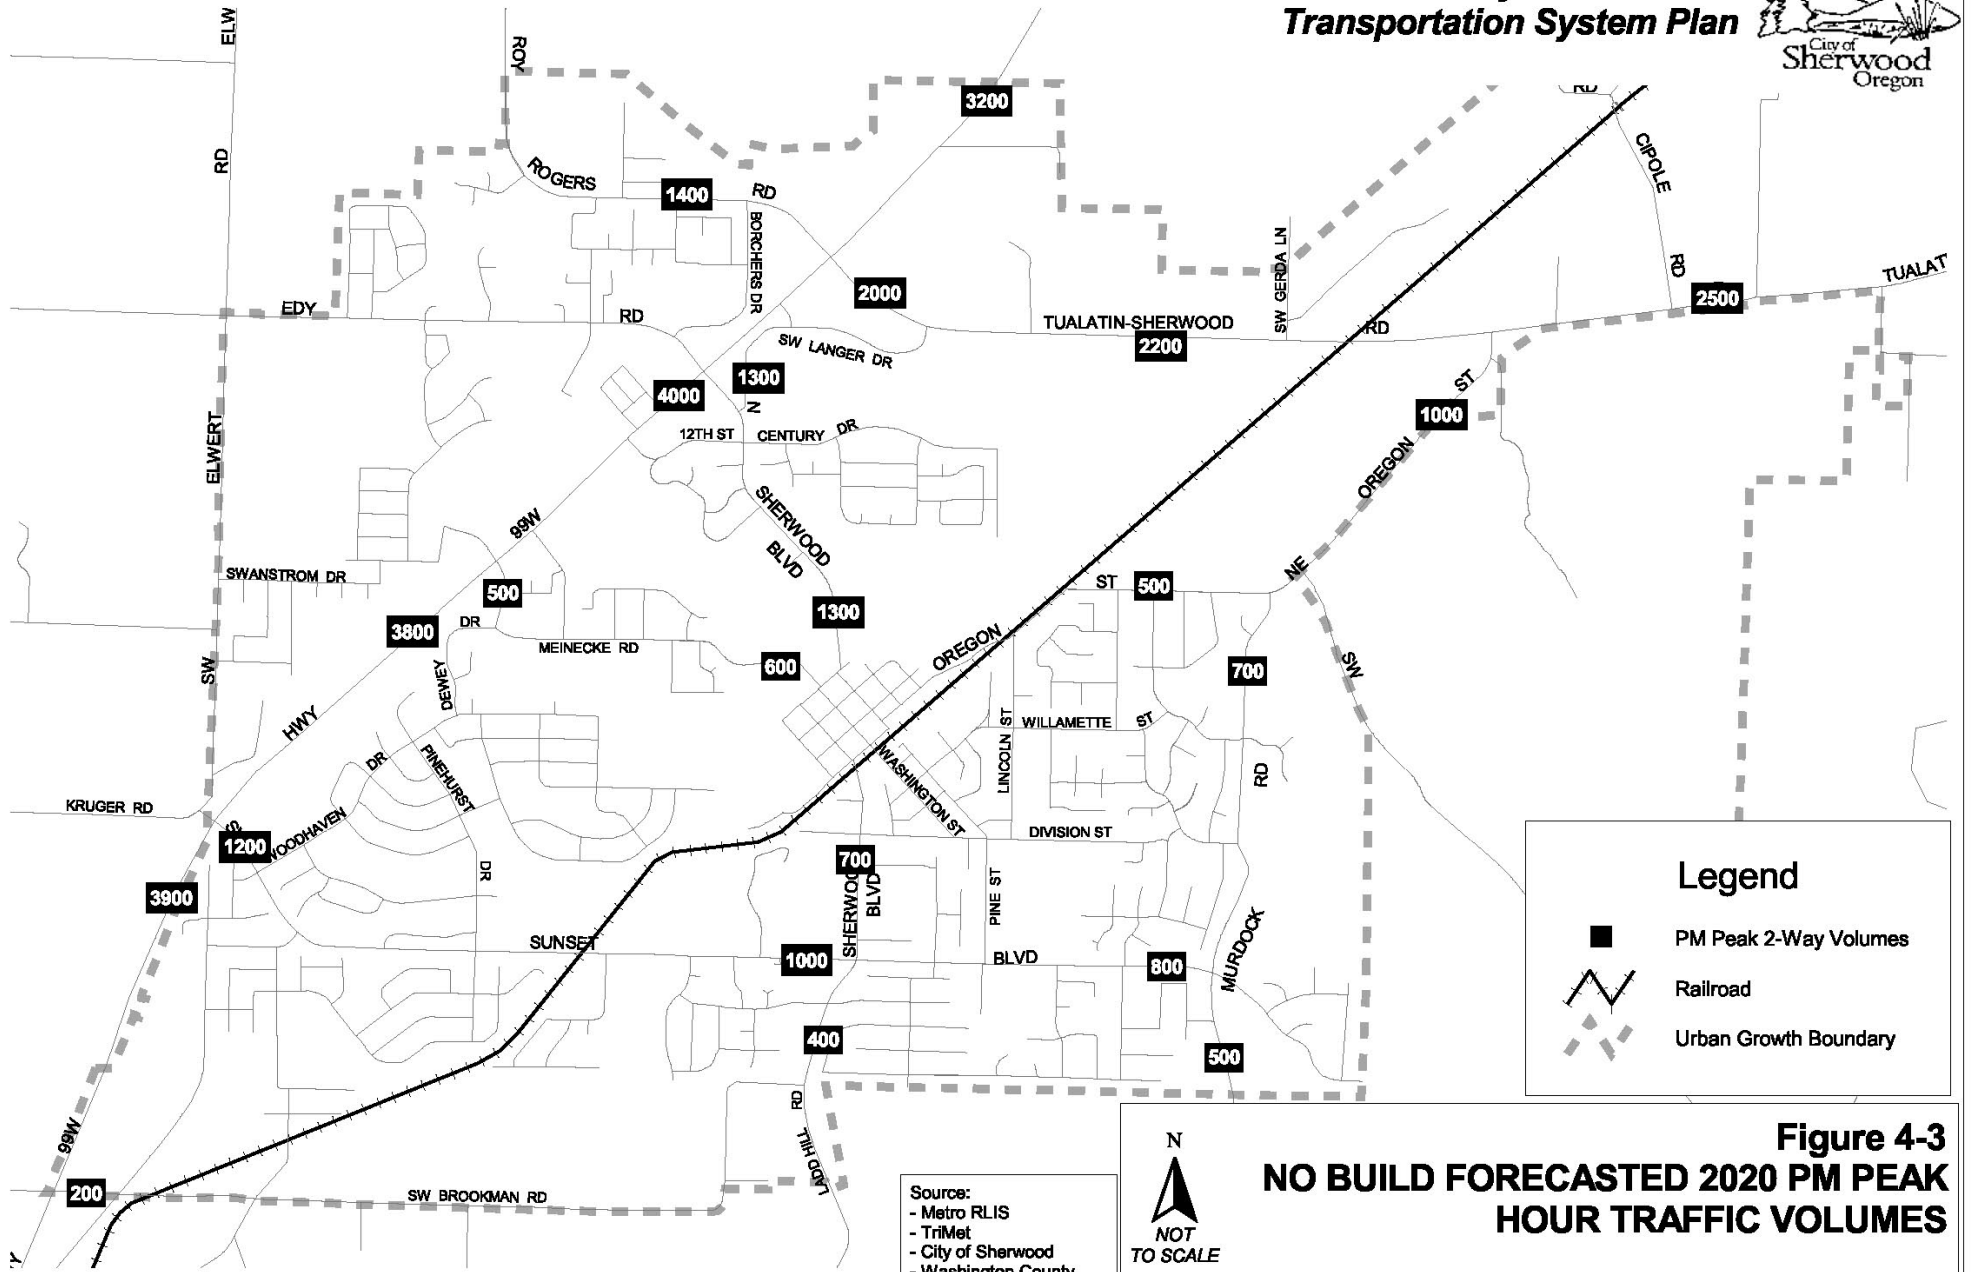 Transportation System Plan
City of
Sherwood
Oregon
ELW
ROY
3200
RD
RD
CIPOLE
ROGERS
1400
RD
BORCHERS DR
SW GERDA LN
RD
TUALAT
EDY
RD
2000
2500
TUALATIN-SHERWOOD
RD
2200
SW LANGER DR
1300
4000
N
ST
1000
12TH ST
CENTURY DR
ELWERT
OREGON
SHERWOOD
BLVD
99W
NE
SWANSTROM DR
500
ST
500
1300
3800
DR
MEINECKE RD
OREGON
600
SW
DEWEY
700
SW
HWY
LINCOLN ST
WILLAMETTE ST
DR
PINEHURST
WASHINGTON ST
RD
KRUGER RD
1200
WOODHAVEN
DIVISION ST
700
DR
SHERWOOD
BLVD
PINE ST
3900
MURDOCK
SUNSET
1000
BLVD
800
400
500
RD
LADD HILL
99W
200
SW BROOKMAN RD
Legend
PM Peak 2-Way Volumes
Railroad
Urban Growth Boundary
Source:
- Metro RLIS
- TriMet
- City of Sherwood
- Washington County
N
NOT
TO SCALE
Figure 4-3
NO BUILD FORECASTED 2020 PM PEAK
HOUR TRAFFIC VOLUMES